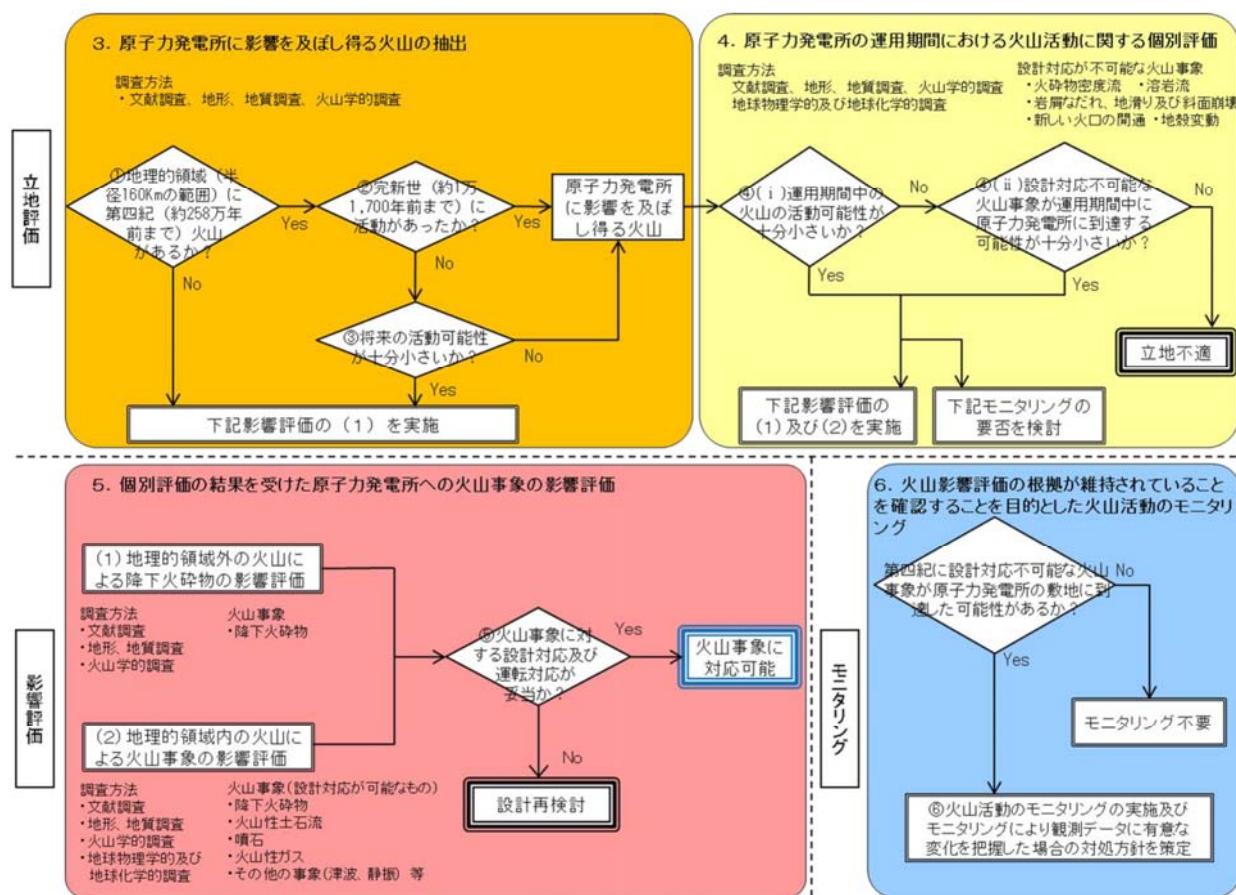 3．原子力発電所に影響を及ぼし得る火山の抽出
調査方法
・文献調査、地形、地質調査、火山学的調査
①地理的領域（半
径160Kmの範囲）に
第四紀（約258万年
前まで）火山
があるか？
Yes
②完新世（約1万
1,700年前まで）に
活動があったか？
Yes
原子力発電所
に影響を及ぼ
し得る火山
No
No
③将来の活動可能性
が十分小さいか？
No
Yes
下記影響評価の（1）を実施
立地評価
4．原子力発電所の運用期間における火山活動に関する個別評価
調査方法
文献調査、地形、地質調査、火山学的調査
地球物理学的及び地球化学的調査
設計対応が不可能な火山事象
・火砕物密度流　・溶岩流
・岩屑なだれ、地滑り及び斜面崩壊
・新しい火口の開通　・地殻変動
④(ⅰ)運用期間中の
火山の活動可能性が
十分小さいか？
No
④(ⅱ)設計対応不可能な
火山事象が運用期間中に
原子力発電所に到達する
可能性が十分小さいか？
No
Yes
Yes
立地不適
下記影響評価の
(1)及び(2)を実施
下記モニタリングの
要否を検討
5．個別評価の結果を受けた原子力発電所への火山事象の影響評価
(1)地理的領域外の火山に
よる降下火砕物の影響評価
調査方法
・文献調査
・地形、地質調査
・火山学的調査
火山事象
・降下火砕物
⑤火山事象に対
する設計対応及び
運転対応が
妥当か？
Yes
火山事象に
対応可能
No
設計再検討
(2)地理的領域内の火山に
よる火山事象の影響評価
調査方法
・文献調査
・地形、地質調査
・火山学的調査
・地球物理学的及び
地球化学的調査
火山事象(設計対応が可能なもの)
・降下火砕物
・火山性土石流
・噴石
・火山性ガス
・その他の事象(津波、静振)等
影響評価
6．火山影響評価の根拠が維持されていること
を確認することを目的とした火山活動のモニタリ
ング
第四紀に設計対応不可能な火山
事象が原子力発電所の敷地に到
達した可能性があるか？
No
Yes
モニタリング不要
⑥火山活動のモニタリングの実施及び
モニタリングにより観測データに有意な
変化を把握した場合の対処方針を策定
モニタリング